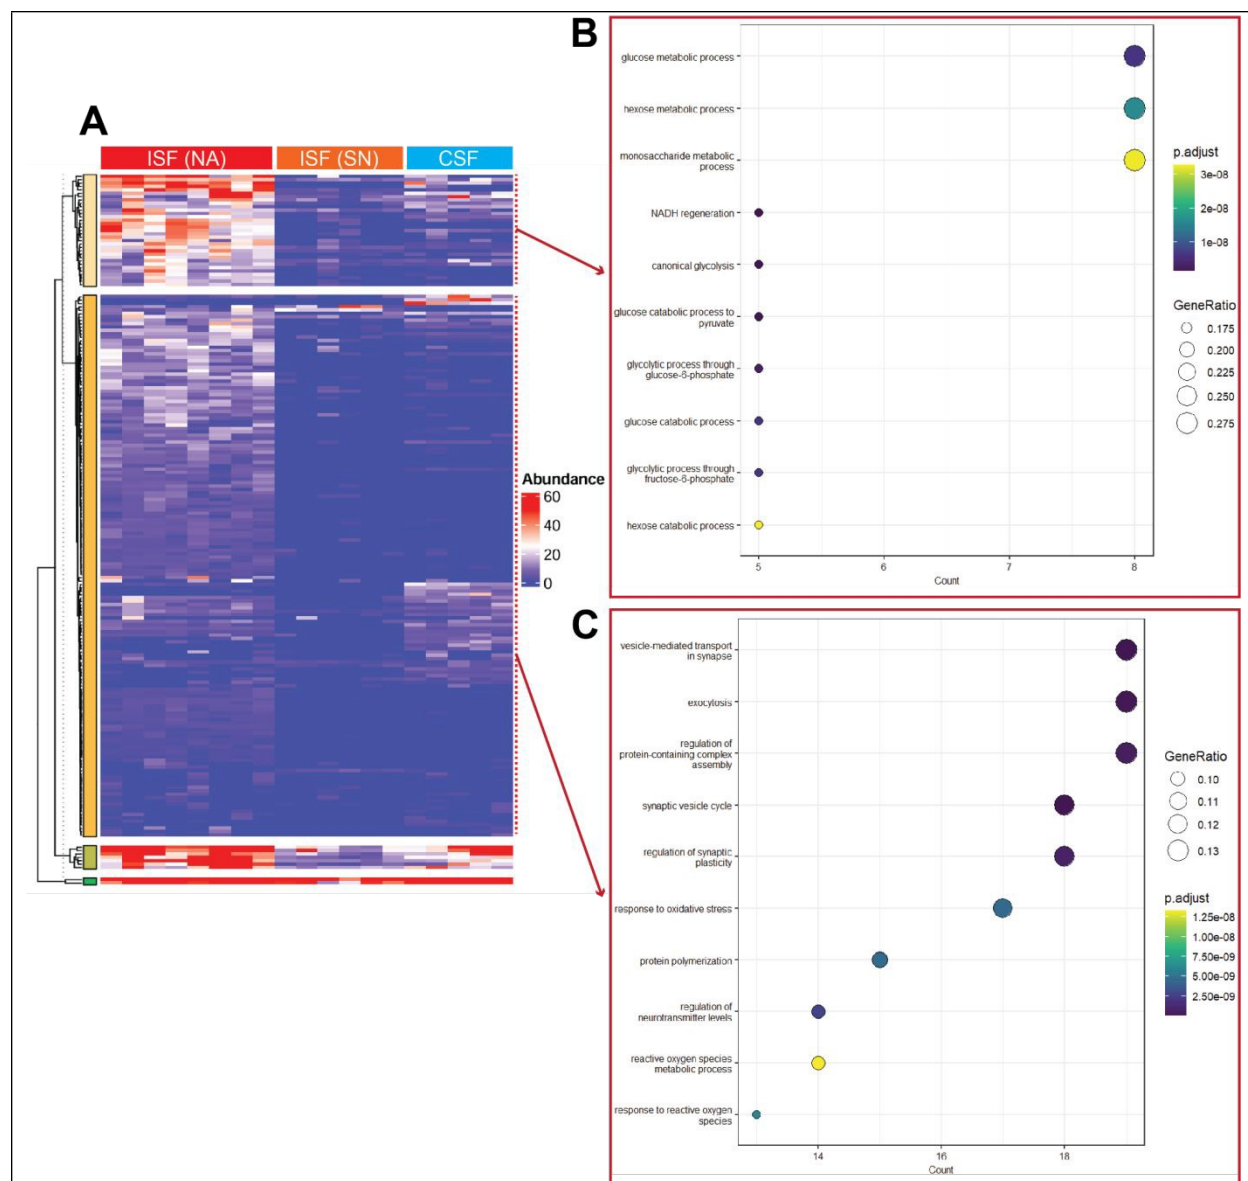 A
ISF (NA)
ISF (SN)
CSF
Abundance
60
40
20
0
B
glucose metabolic process
hexose metabolic process
monosaccharide metabolic
process
NADH regeneration
canonical glycolysis
glucose catabolic process to
pyruvate
glycolytic process through
glucose-6-phosphate
glucose catabolic process
glycolytic process through
fructose-6-phosphate
hexose catabolic process
5
6
7
8
Count
p.adjust
3e-08
2e-08
1e-08
GeneRatio
0.175
0.200
0.225
0.250
0.275
C
vesicle-mediated transport
in synapse
exocytosis
regulation of
protein-containing complex
assembly
synaptic vesicle cycle
regulation of synaptic
plasticity
response to oxidative stress
protein polymerization
regulation of
neurotransmitter levels
reactive oxygen species
metabolic process
response to reactive oxygen
species
14
16
18
Count
GeneRatio
0.10
0.11
0.12
0.13
p.adjust
1.25e-08
1.00e-08
7.50e-09
5.00e-09
2.50e-09